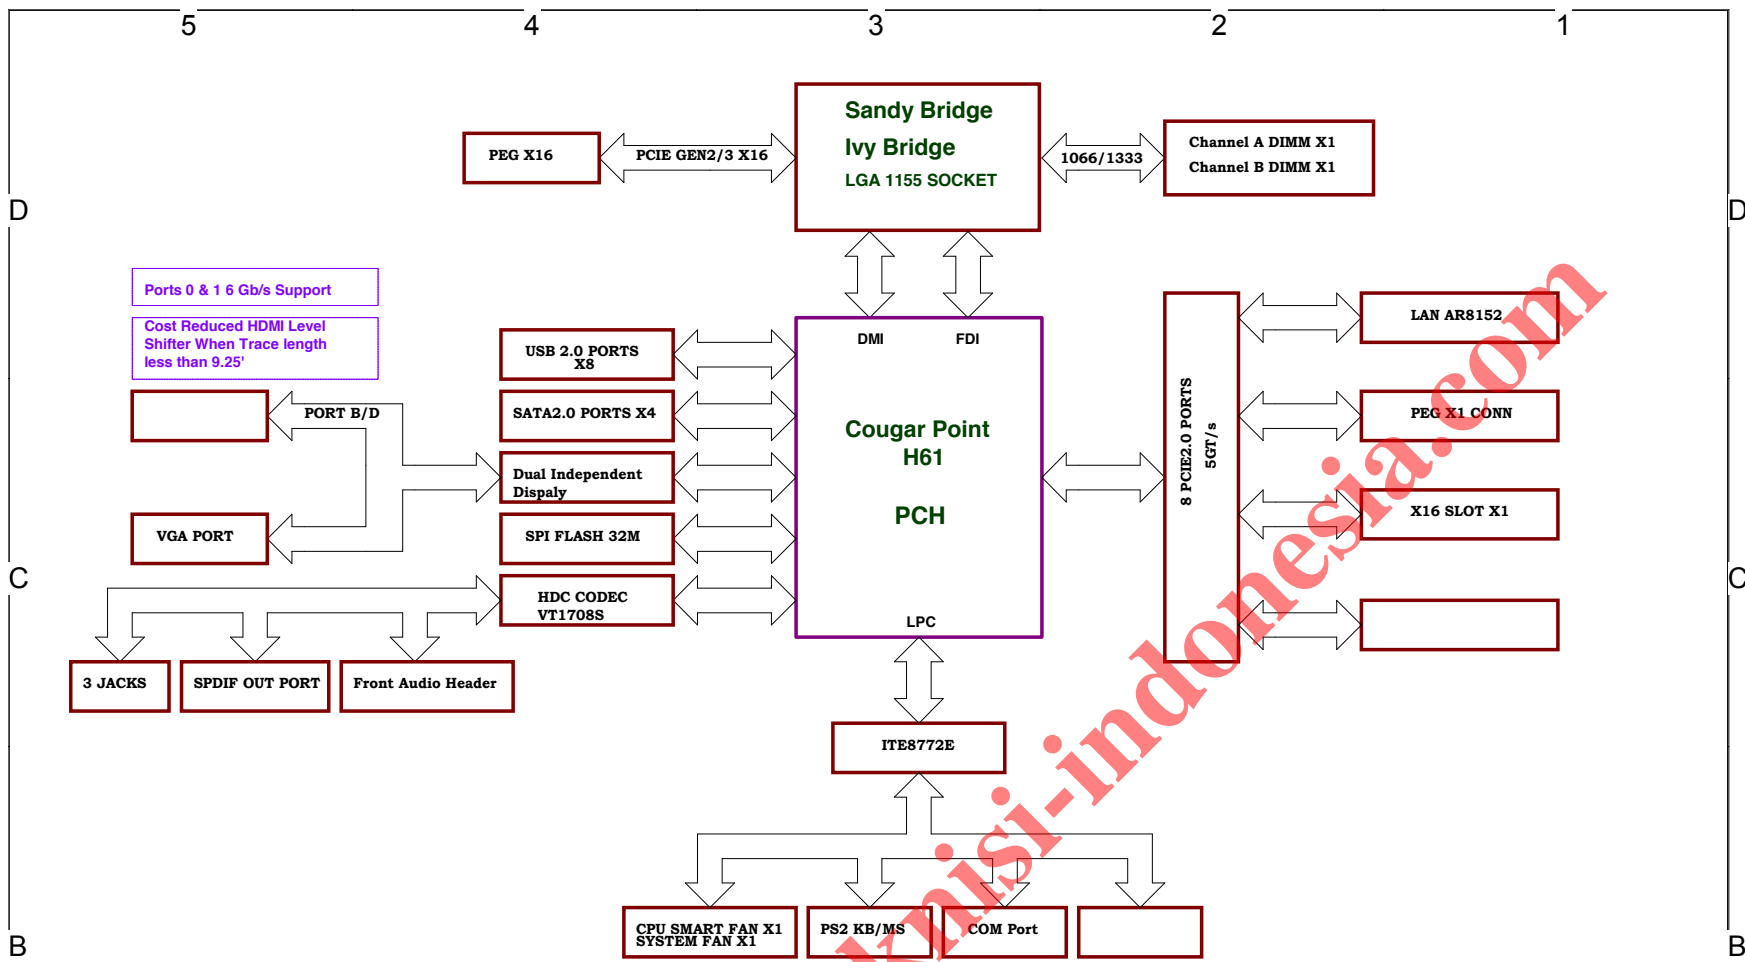 5 4 3 2 1
Sandy Bridge
Ivy Bridge
LGA 1155 SOCKET
PEG X16
PCIE GEN2/3 X16
1066/1333
Channel A DIMM X1
Channel B DIMM X1
D
D
Ports 0 & 1 6 Gb/s Support
Cost Reduced HDMI Level
Shifter When Trace length
less than 9.25'
DMI
FDI
USB 2.0 PORTS
X8
SATA2.0 PORTS X4
PORT B/D
Dual Independent
Dispaly
VGA PORT
SPI FLASH 32M
HDC CODEC
VT1708S
Cougar Point
H61
PCH
LPC
8 PCIE2.0 PORTS
5GT/s
LAN AR8152
PEG X1 CONN
X16 SLOT X1
C
C
3 JACKS
SPDIF OUT PORT
Front Audio Header
ITE8772E
CPU SMART FAN X1
SYSTEM FAN X1
PS2 KB/MS
COM Port
B
B
knisi-indonesia.com